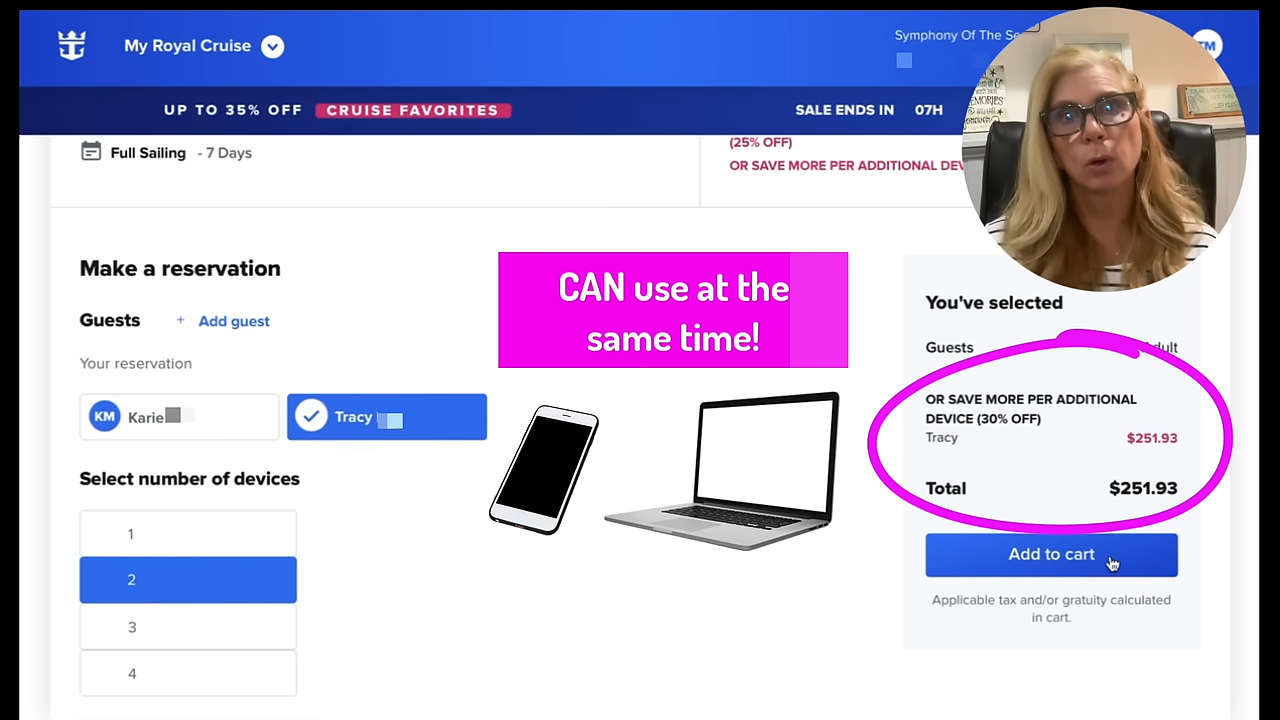 My Royal Cruise
Symphony Of The
UP TO 35% OFF CRUISE FAVORITES
SALE ENDS IN 07H
MEMORIES
Full Sailing - 7 Days
(25% OFF)
OR SAVE MORE PER ADDITIONAL
Make a reservation
Guests + Add guest
Your reservation
KM Karie
Tracy
Select number of devices
1
2
3
4
CAN use at the
same time!
You've selected
Guests
OR SAVE MORE PER ADDITIONAL
DEVICE (30% OFF)
Tracy $251.93
Total $251.93
Add to cart
Applicable tax and/or gratuity calculated
in cart.